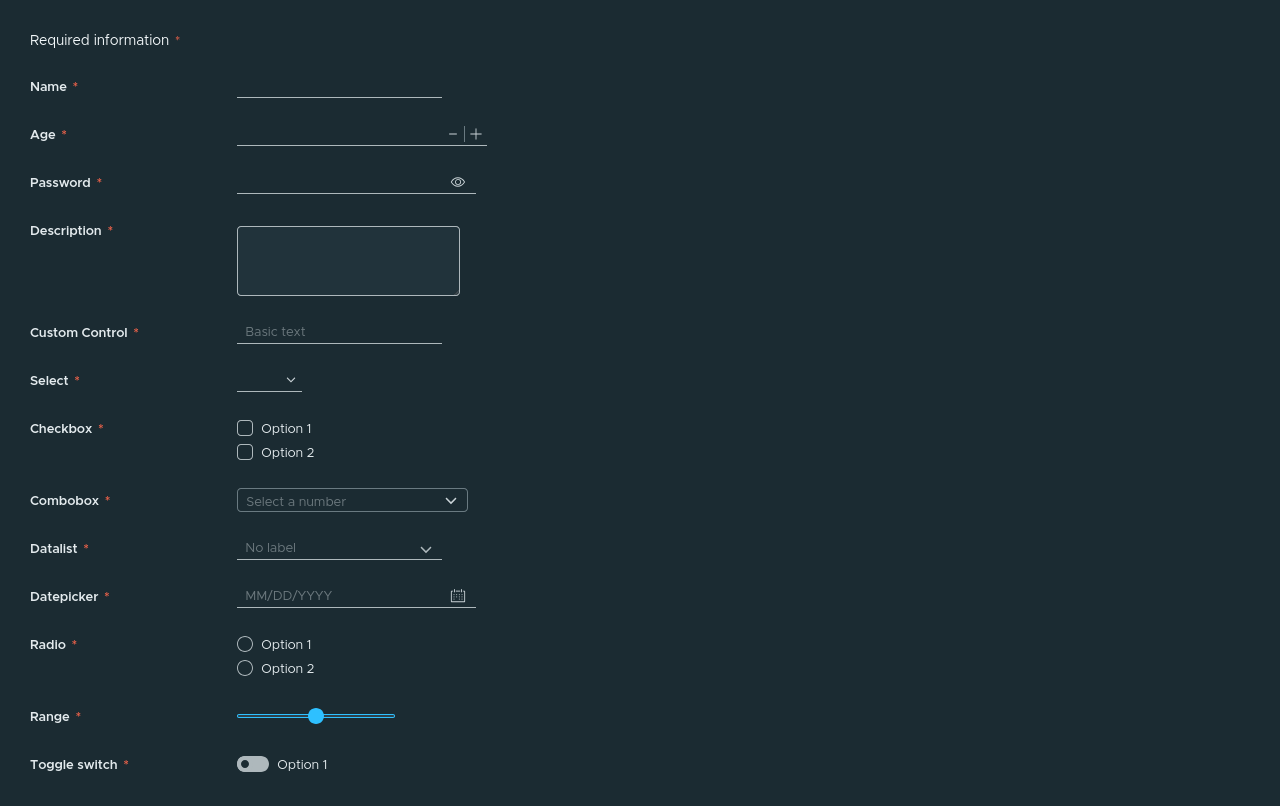 Required information *
Name *
Age *
Password *
Description *
Custom Control * Basic text
Select *
Checkbox * Option 1
Option 2
Combobox * Select a number
Datalist * No label
Datepicker * MM/DD/YYYY
Radio * Option 1
Option 2
Range *
Toggle switch * Option 1